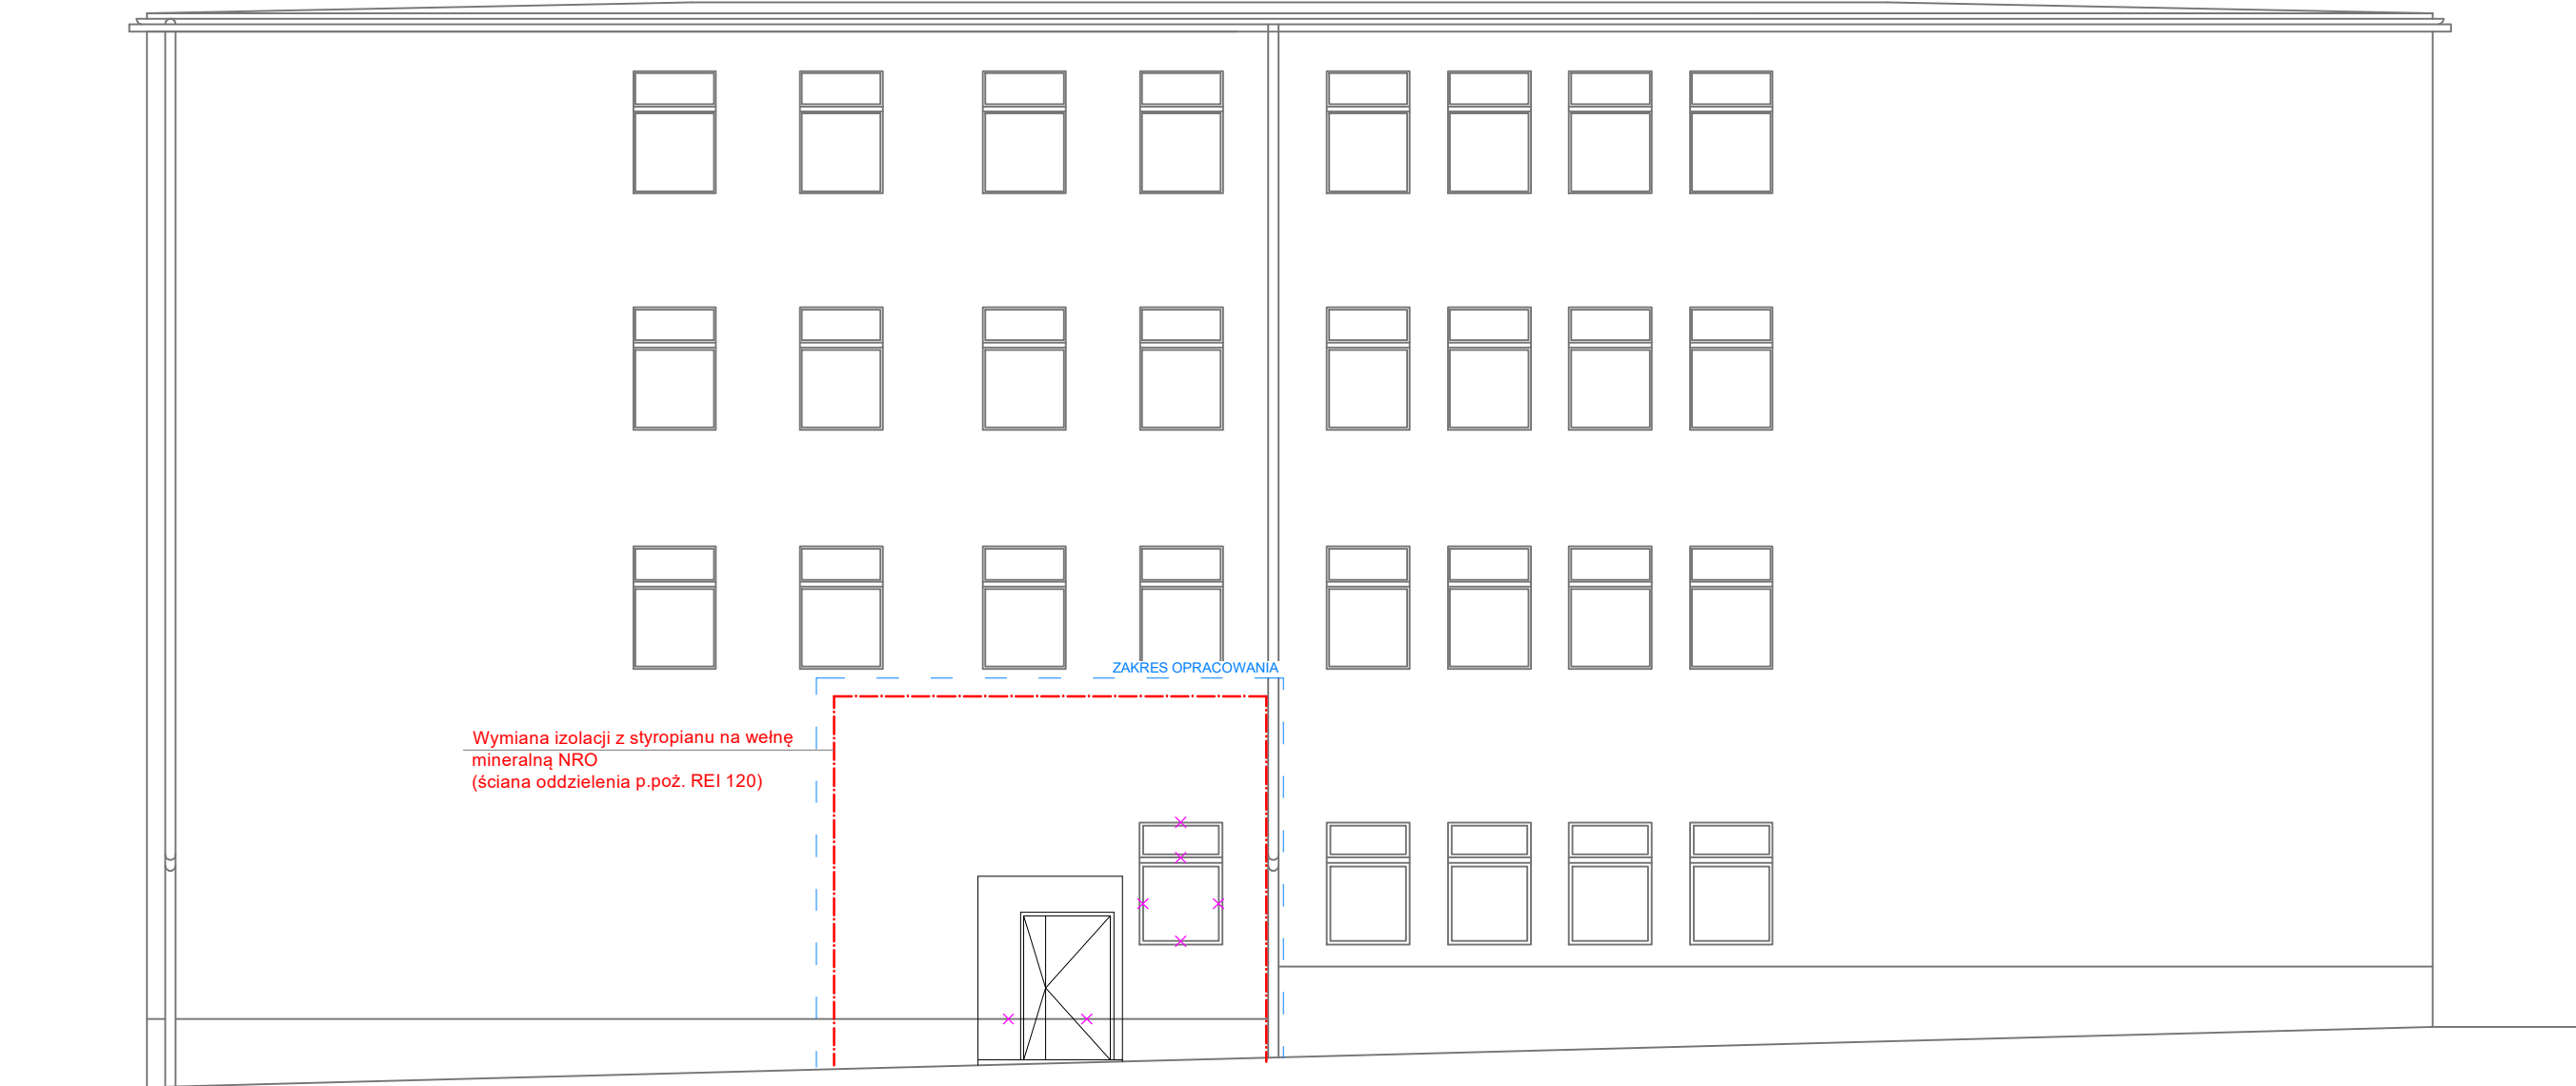 ZAKRES OPRACOWANIA
Wymiana izolacji z styropianu na wełnę
mineralną NRO
(ściana oddzielenia p.poż. REI 120)